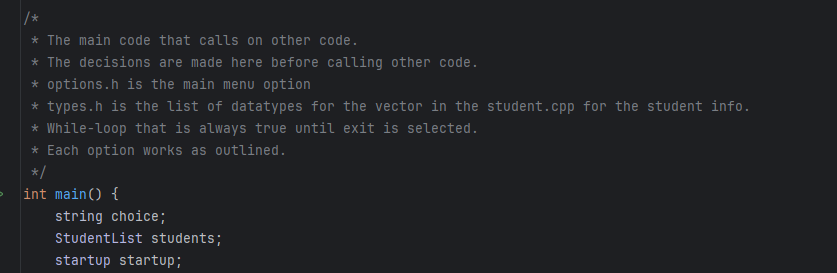 /*
 * The main code that calls on other code.
 * The decisions are made here before calling other code.
 * options.h is the main menu option
 * types.h is the list of datatypes for the vector in the student.cpp for the student info.
 * While-loop that is always true until exit is selected.
 * Each option works as outlined.
 */
int main() {
    string choice;
    StudentList students;
    startup startup;